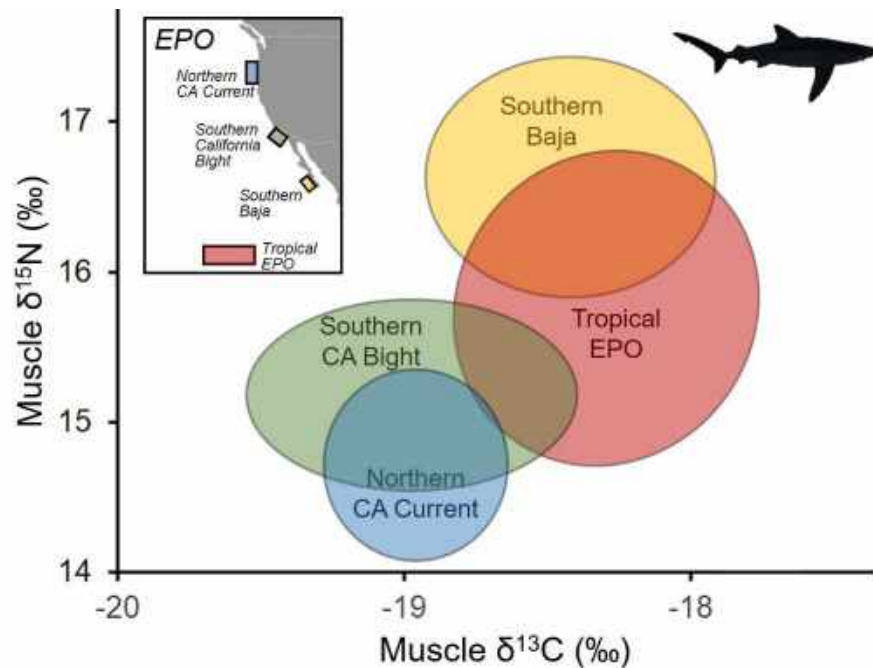 EPO
Northern
CA Current
Southern
California
Bight
Southern
Baja
Tropical
EPO
Southern
Baja
Tropical
EPO
Southern
CA Bight
Northern
CA Current
17
16
15
14
-20
-19
-18
Muscle δ¹⁵N (‰)
Muscle δ¹³C (‰)